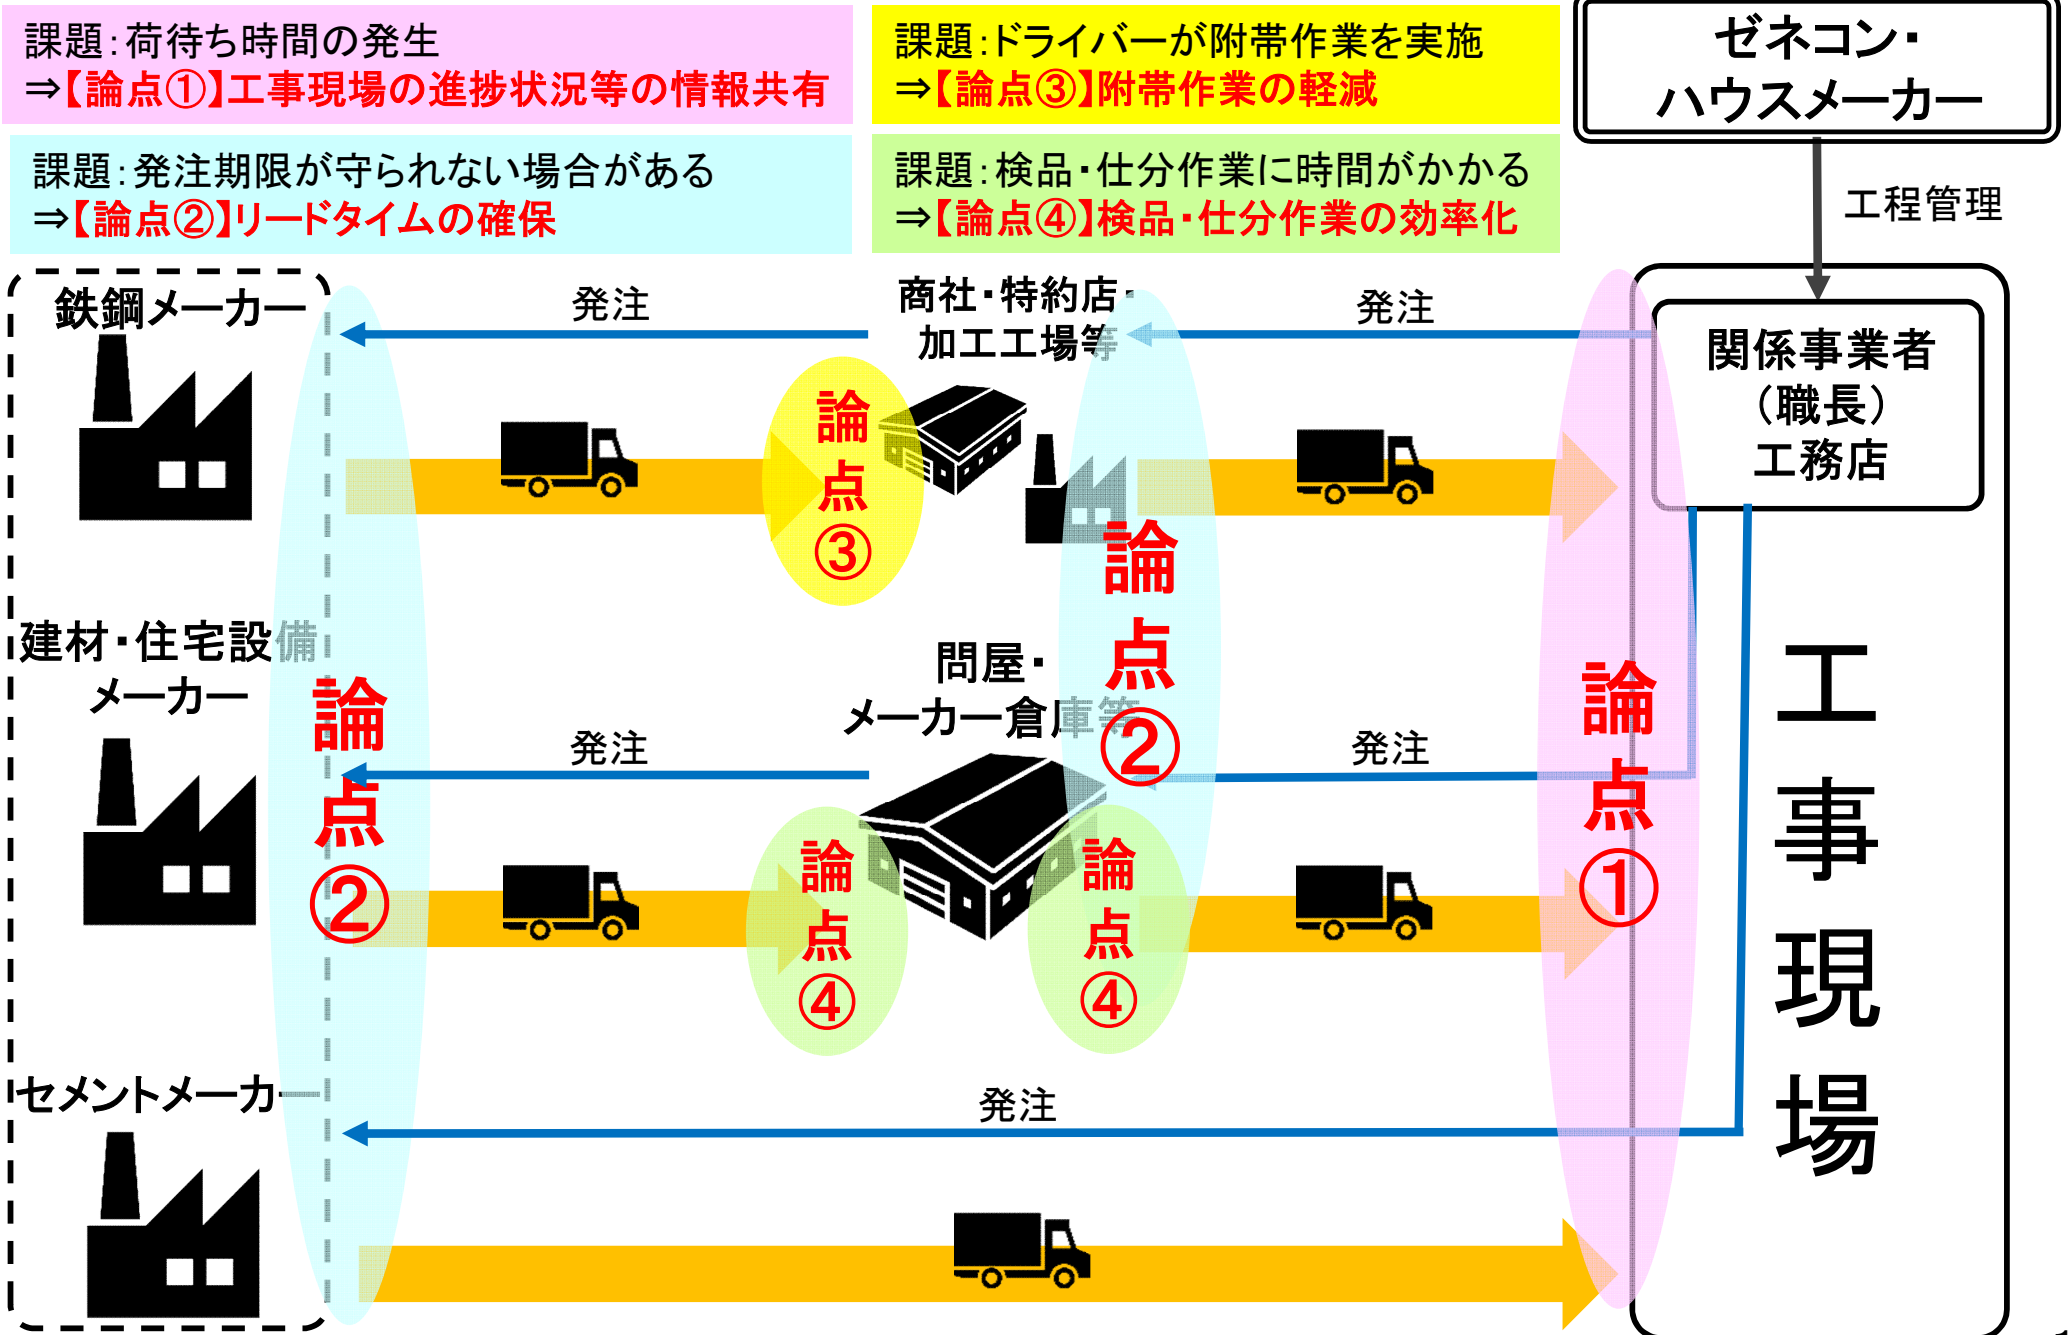 課題：荷待ち時間の発生
⇒【論点①】工事現場の進捗状況等の情報共有
課題：ドライバーが附帯作業を実施
⇒【論点③】附帯作業の軽減
ゼネコン・
ハウスメーカー
課題：発注期限が守られない場合がある
⇒【論点②】リードタイムの確保
課題：検品・仕分作業に時間がかかる
⇒【論点④】検品・仕分作業の効率化
工程管理
鉄鋼メーカー
発注
商社・特約店・
加工工場等
発注
関係事業者
（職長）
工務店
論点③
論点②
建材・住宅設備
メーカー
論点②
問屋・
メーカー倉庫等
論点①
工事現場
発注
発注
論点④
論点④
セメントメーカー
発注